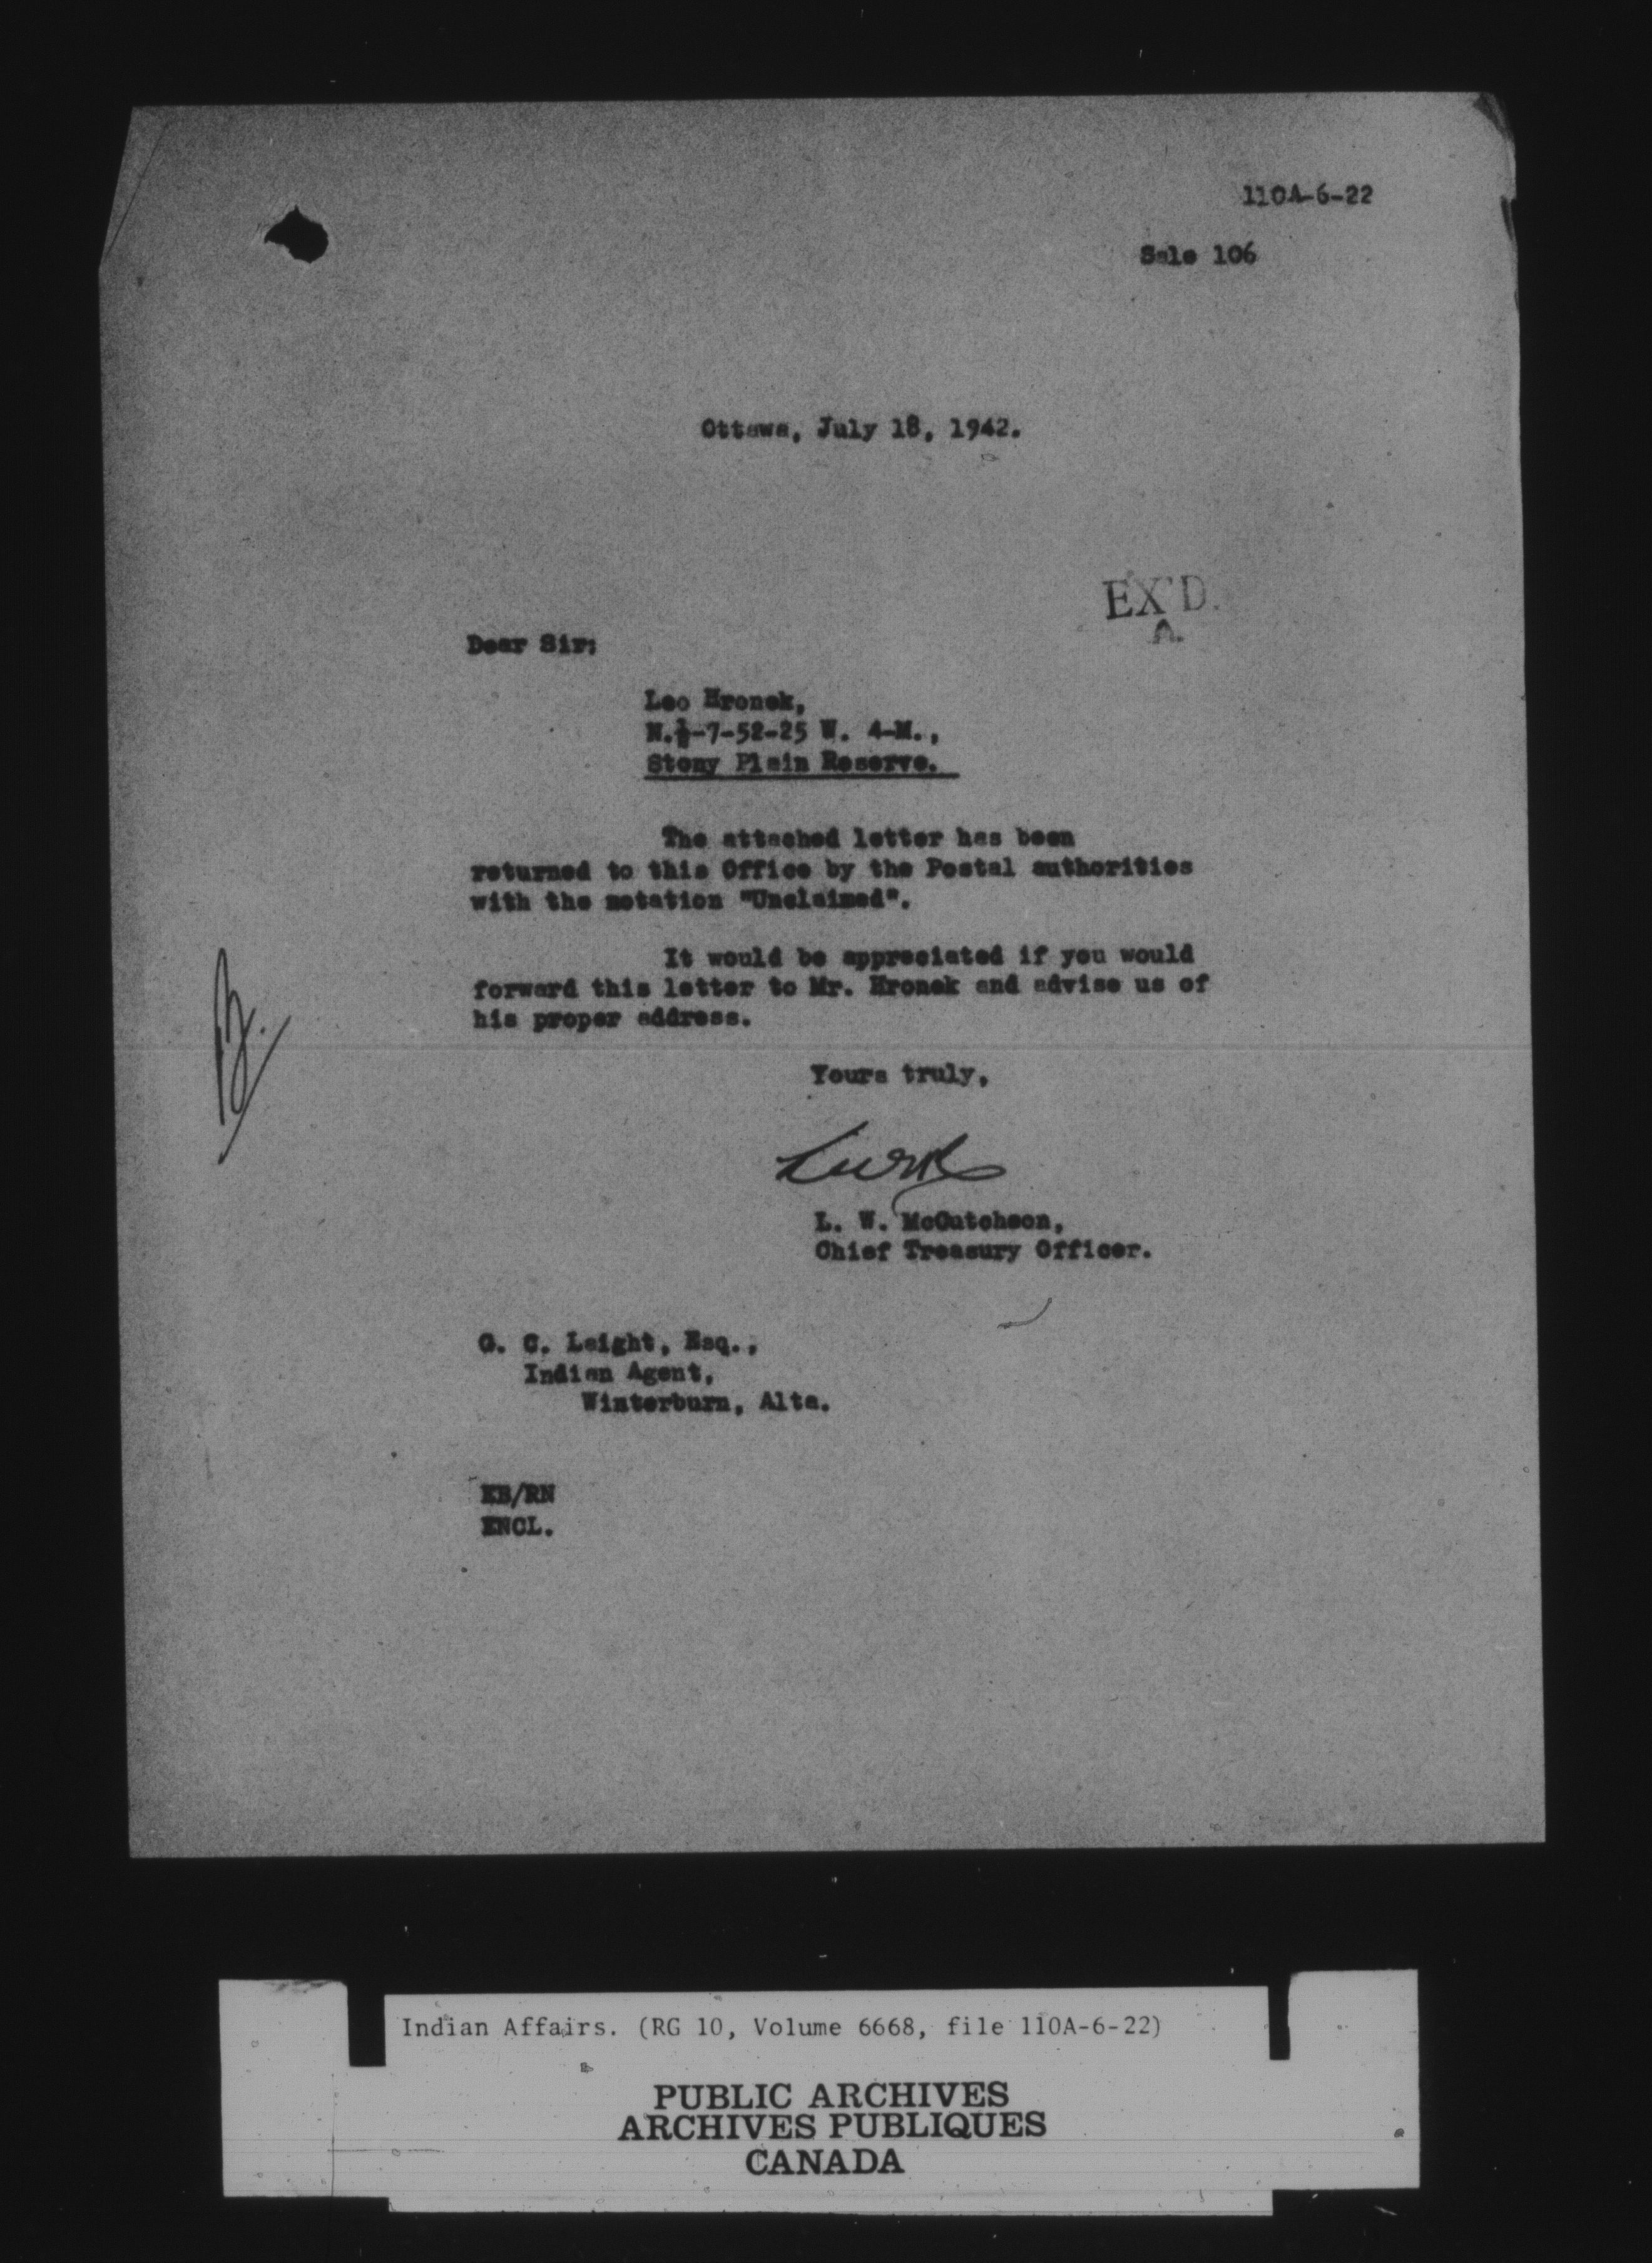 110A-6-22
Sale 106
Ottawa, July 18, 1942.
EX'D.
A.
Dear Sir:
Leo Hronek,
N.½-7-52-25 W. 4-M.,
Stony Plain Reserve.
The attached letter has been
returned to this Office by the Postal authorities
with the notation "Unclaimed".
It would be appreciated if you would
forward this letter to Mr. Hronek and advise us of
his proper address.
Yours truly,
L. W. McCutcheon,
Chief Treasury Officer.
G. C. Laight, Esq.,
Indian Agent,
Winterburn, Alta.
KB/RN
ENCL.
Indian Affairs. (RG 10, Volume 6668, file 110A-6-22)
PUBLIC ARCHIVES
ARCHIVES PUBLIQUES
CANADA